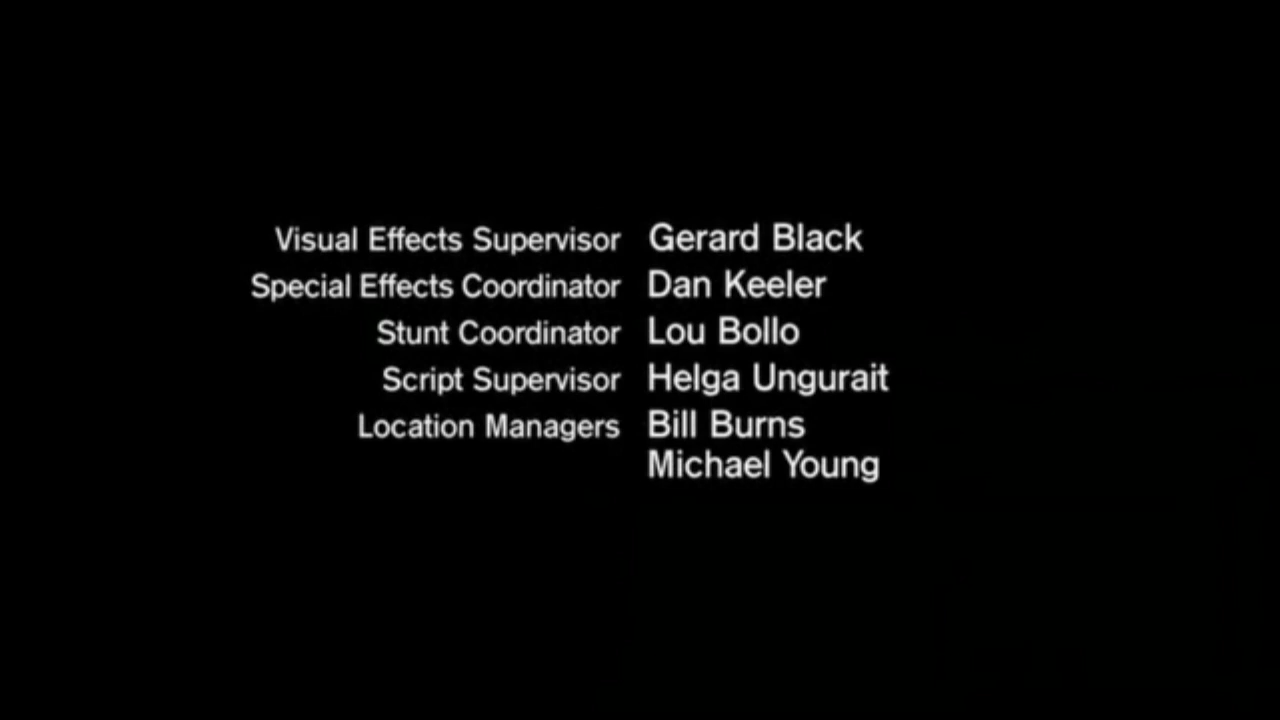 Visual Effects Supervisor Gerard Black
Special Effects Coordinator Dan Keeler
Stunt Coordinator Lou Bollo
Script Supervisor Helga Ungurait
Location Managers Bill Burns
Michael Young